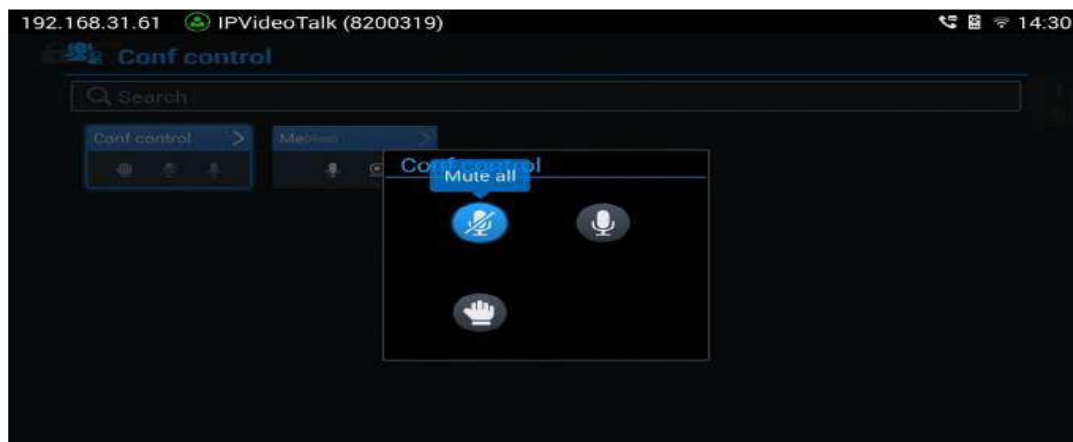 192.168.31.61 IPVideoTalk (8200319) 14:30
Conf control
Search
Conf control
Conf control
Mute all